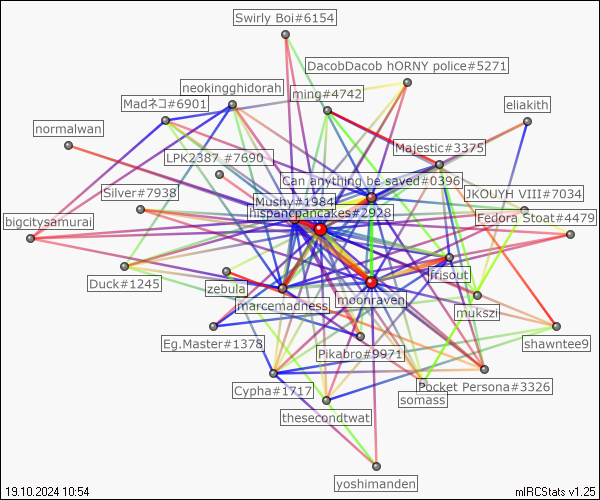 Swirly Boi#6154
DacobDacob hORNY police#5271
neokingghidorah
ming#4742
Madネコ#6901
eliakith
normalwan
Majestic#3375
LPK2387_#7690
Can anything be saved#0396
Silver#7938
JKOUYH VIII#7034
Mushy#1984
hispanicpancakes#2928
Fedora Stoat#4479
bigcitysamurai
frisout
Duck#1245
zebula
moonraven
marcemadness
mukszi
Eg.Master#1378
shawntee9
Pikabro#9971
Cypha#1717
Pocket Persona#3326
somass
thesecondtwat
yoshimanden
19.10.2024 10:54
mIRCStats v1.25